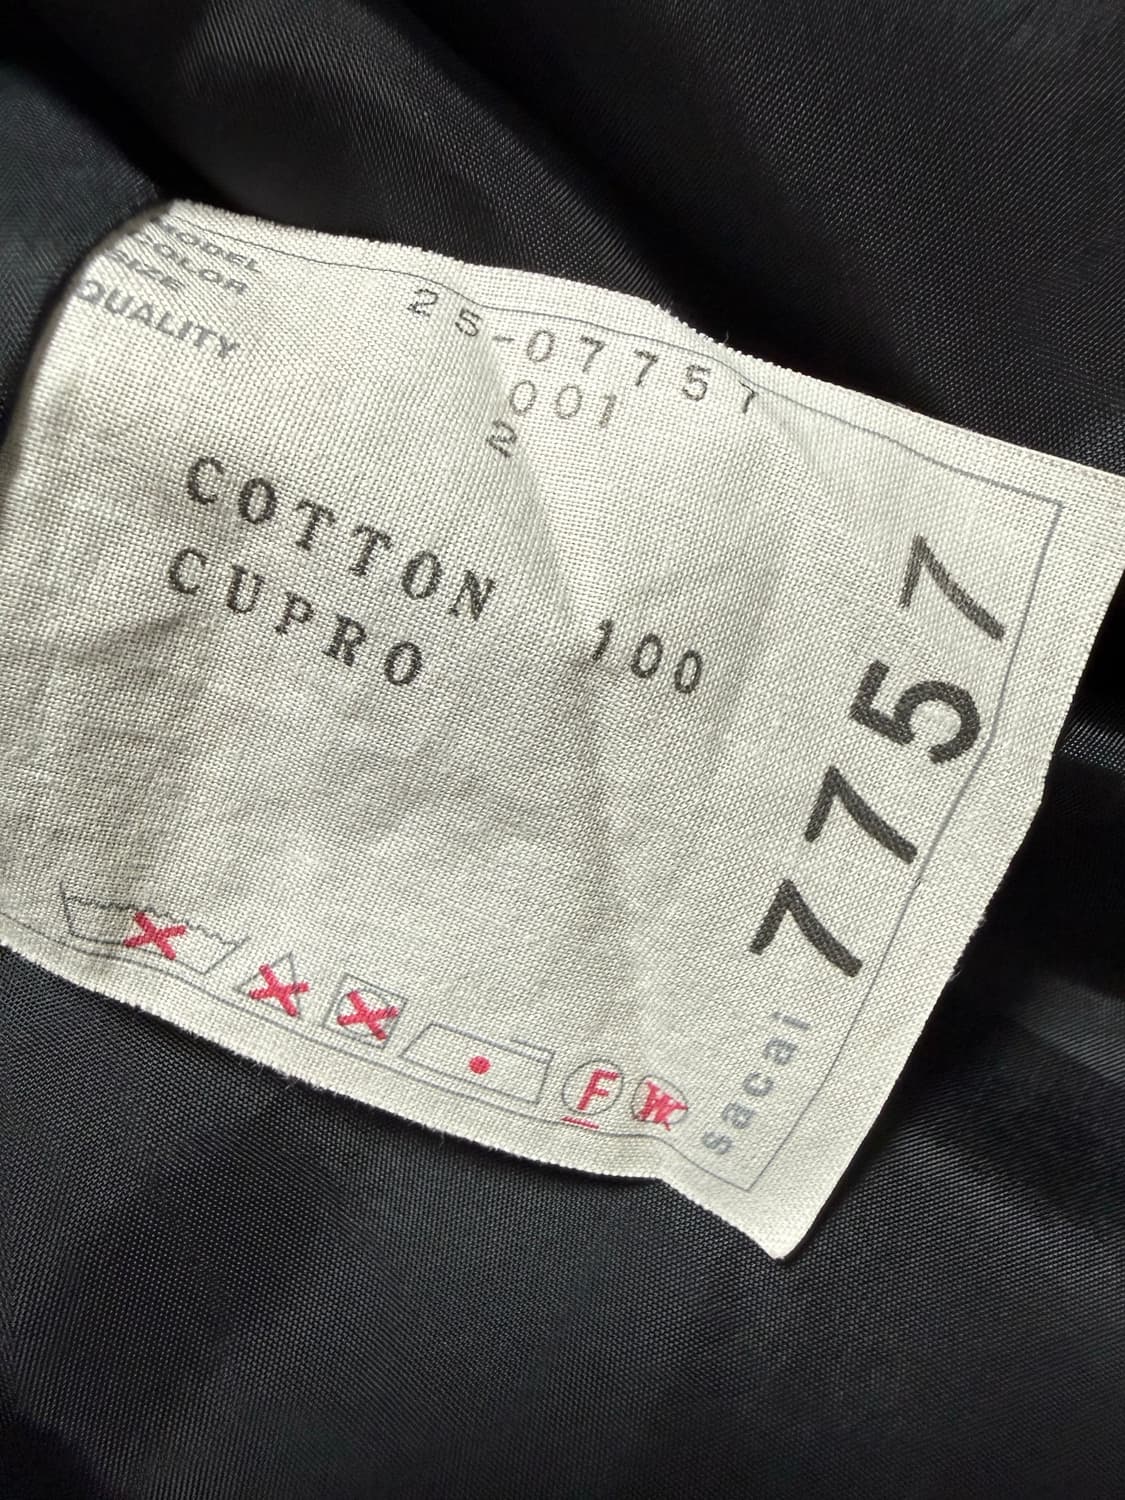 MODEL 25-07757
COLOR 001
SIZE 2
QUALITY
COTTON 100
CUPRO
7757
sacai
F
W